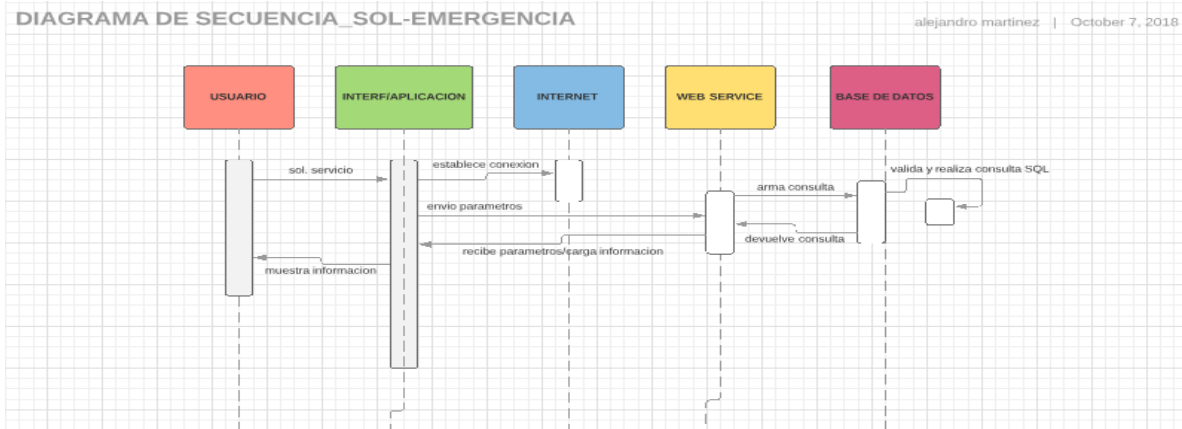 DIAGRAMA DE SECUENCIA_SOL-EMERGENCIA
alejandro martinez | October 7, 2018
USUARIO
INTERF/APLICACION
INTERNET
WEB SERVICE
BASE DE DATOS
sol. servicio
establece conexion
valida y realiza consulta SQL
arma consulta
envio parametros
devuelve consulta
recibe parametros/carga informacion
muestra informacion